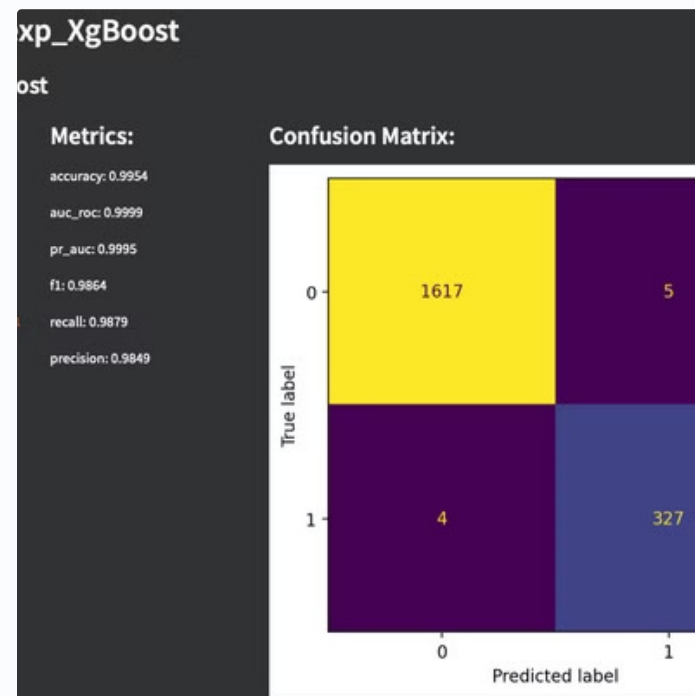 xp_XgBoost
ost
Metrics:
accuracy: 0.9954
auc_roc: 0.9999
pr_auc: 0.9995
f1: 0.9864
recall: 0.9879
precision: 0.9849
Confusion Matrix:
True label
0
1617
5
1
4
327
0
1
Predicted label